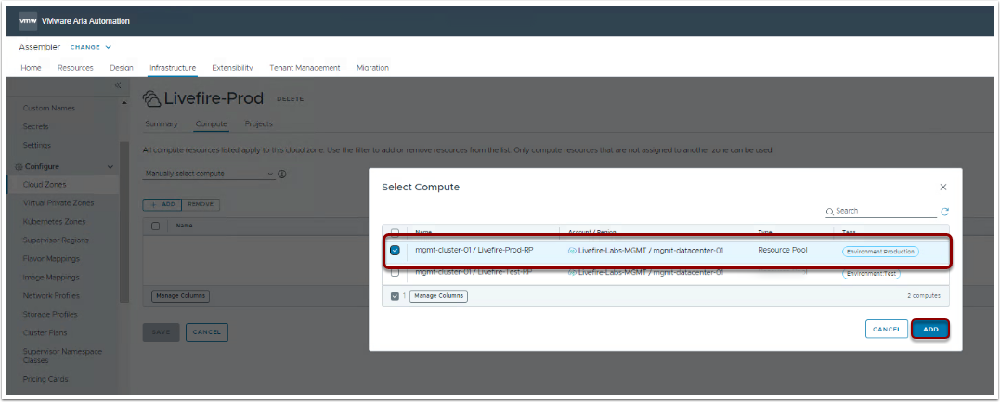 vmw VMware Aria Automation
Assembler CHANGE
Home Resources Design Infrastructure Extensibility Tenant Management Migration
Custom Names
Secrets
Settings
Configure
Cloud Zones
Virtual Private Zones
Kubernetes Zones
Supervisor Regions
Flavor Mappings
Image Mappings
Network Profiles
Storage Profiles
Cluster Plans
Supervisor Namespace
Classes
Pricing Cards
Livefire-Prod DELETE
Summary Compute Projects
All compute resources listed apply to this cloud zone. Use the filter to add or remove resources from the list. Only compute resources that are not assigned to another zone can be used.
Manually select compute
+ ADD REMOVE
Name
Manage Columns
SAVE CANCEL
Select Compute
Search
Name Account / Region Type Tags
mgmt-cluster-01 / Livefire-Prod-RP Livefire-Labs-MGMT / mgmt-datacenter-01 Resource Pool Environment:Production
mgmt-cluster-01 / Livefire-Test-RP Livefire-Labs-MGMT / mgmt-datacenter-01 Environment:Test
1 Manage Columns 2 computes
CANCEL ADD